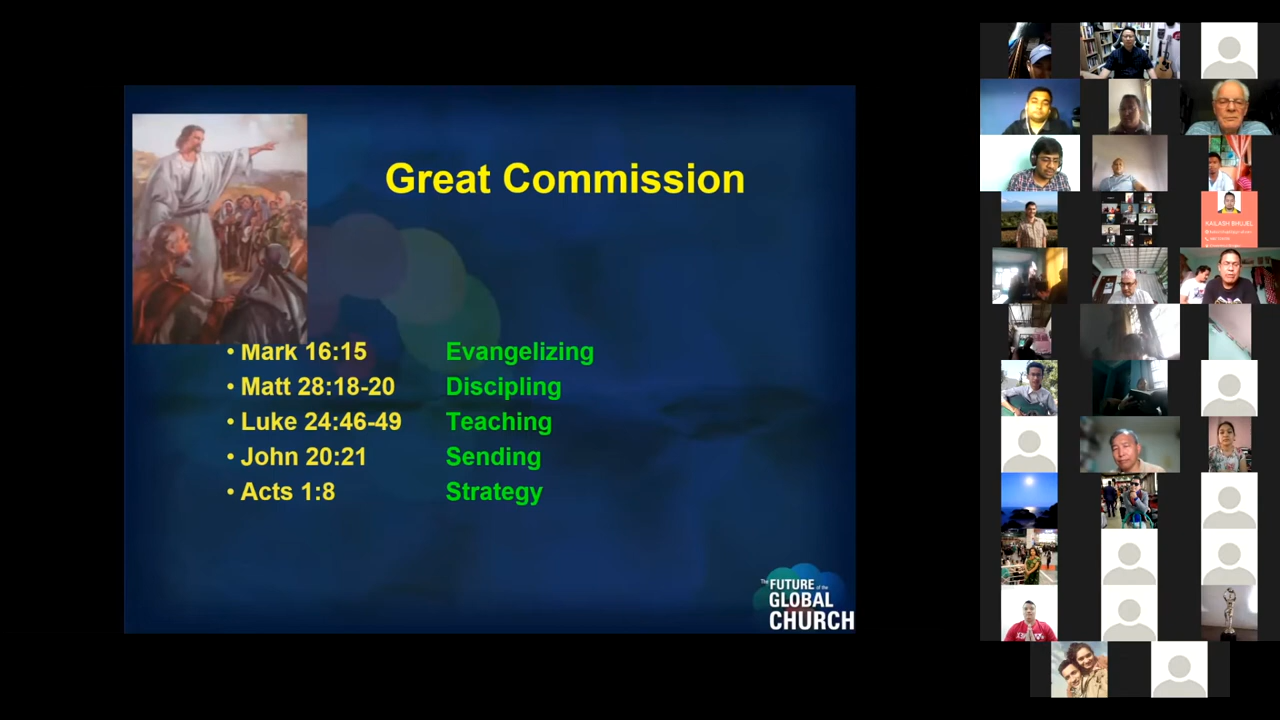 Great Commission
• Mark 16:15 Evangelizing
• Matt 28:18-20 Discipling
• Luke 24:46-49 Teaching
• John 20:21 Sending
• Acts 1:8 Strategy
The FUTURE of the
GLOBAL
CHURCH
KAILASH BHUJEL